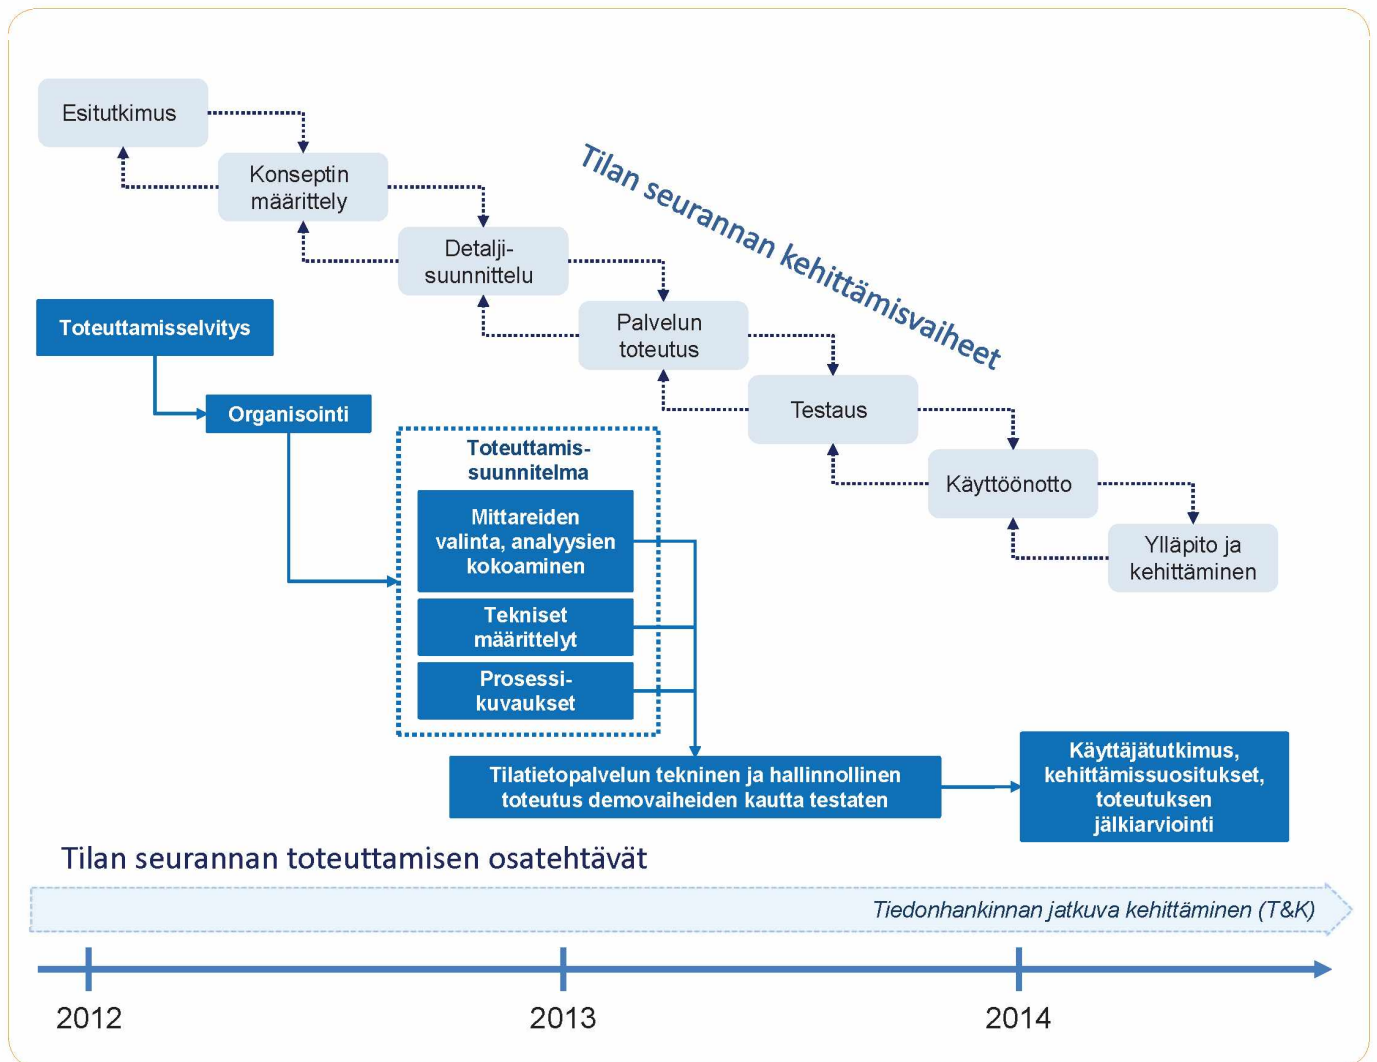 Esitutkimus
Konseptin
määrittely
Detalji-
suunnittelu
Palvelun
toteutus
Testaus
Käyttöönotto
Ylläpito ja
kehittäminen
Tilan seurannan kehittämisvaiheet
Toteuttamisselvitys
Organisointi
Toteuttamis-
suunnitelma
Mittareiden
valinta, analyysien
kokoaminen
Tekniset
määrittelyt
Prosessi-
kuvaukset
Tilatietopalvelun tekninen ja hallinnollinen
toteutus demovaiheiden kautta testaten
Käyttäjätutkimus,
kehittämissuositukset,
toteutuksen
jälkiarviointi
Tilan seurannan toteuttamisen osatehtävät
Tiedonhankinnan jatkuva kehittäminen (T&K)
2012
2013
2014